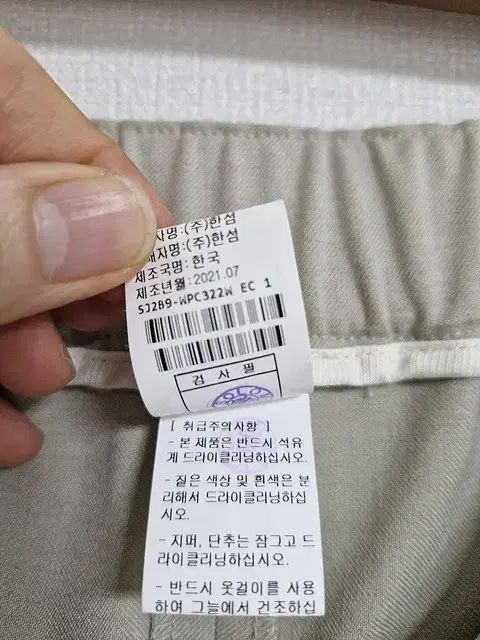 자명:(주)한섬
매자명:(주)한섬
제조국명: 한국
제조년월:2021.07
SJ2B9-WPC322W EC 1
검 사 필
[ 취급주의사항 ]
- 본 제품은 반드시 석유
계 드라이클리닝하십시오.
- 짙은 색상 및 흰색은 분
리해서 드라이클리닝하십
시오.
- 지퍼, 단추는 잠그고 드
라이클리닝하십시오.
- 반드시 옷걸이를 사용
하여 그늘에서 건조하십